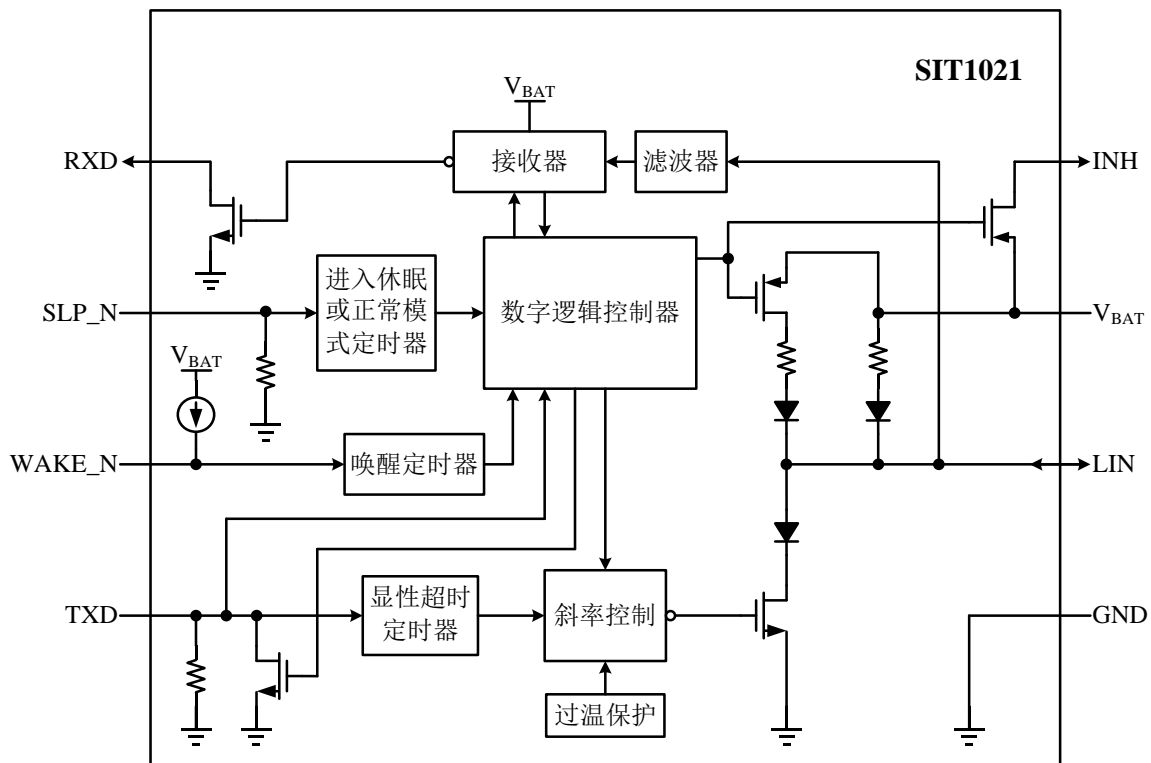 SIT1021
V_BAT
RXD
接收器
滤波器
INH
进入休眠
或正常模
式定时器
SLP_N
数字逻辑控制器
V_BAT
V_BAT
WAKE_N
唤醒定时器
LIN
TXD
显性超时
定时器
斜率控制
GND
过温保护